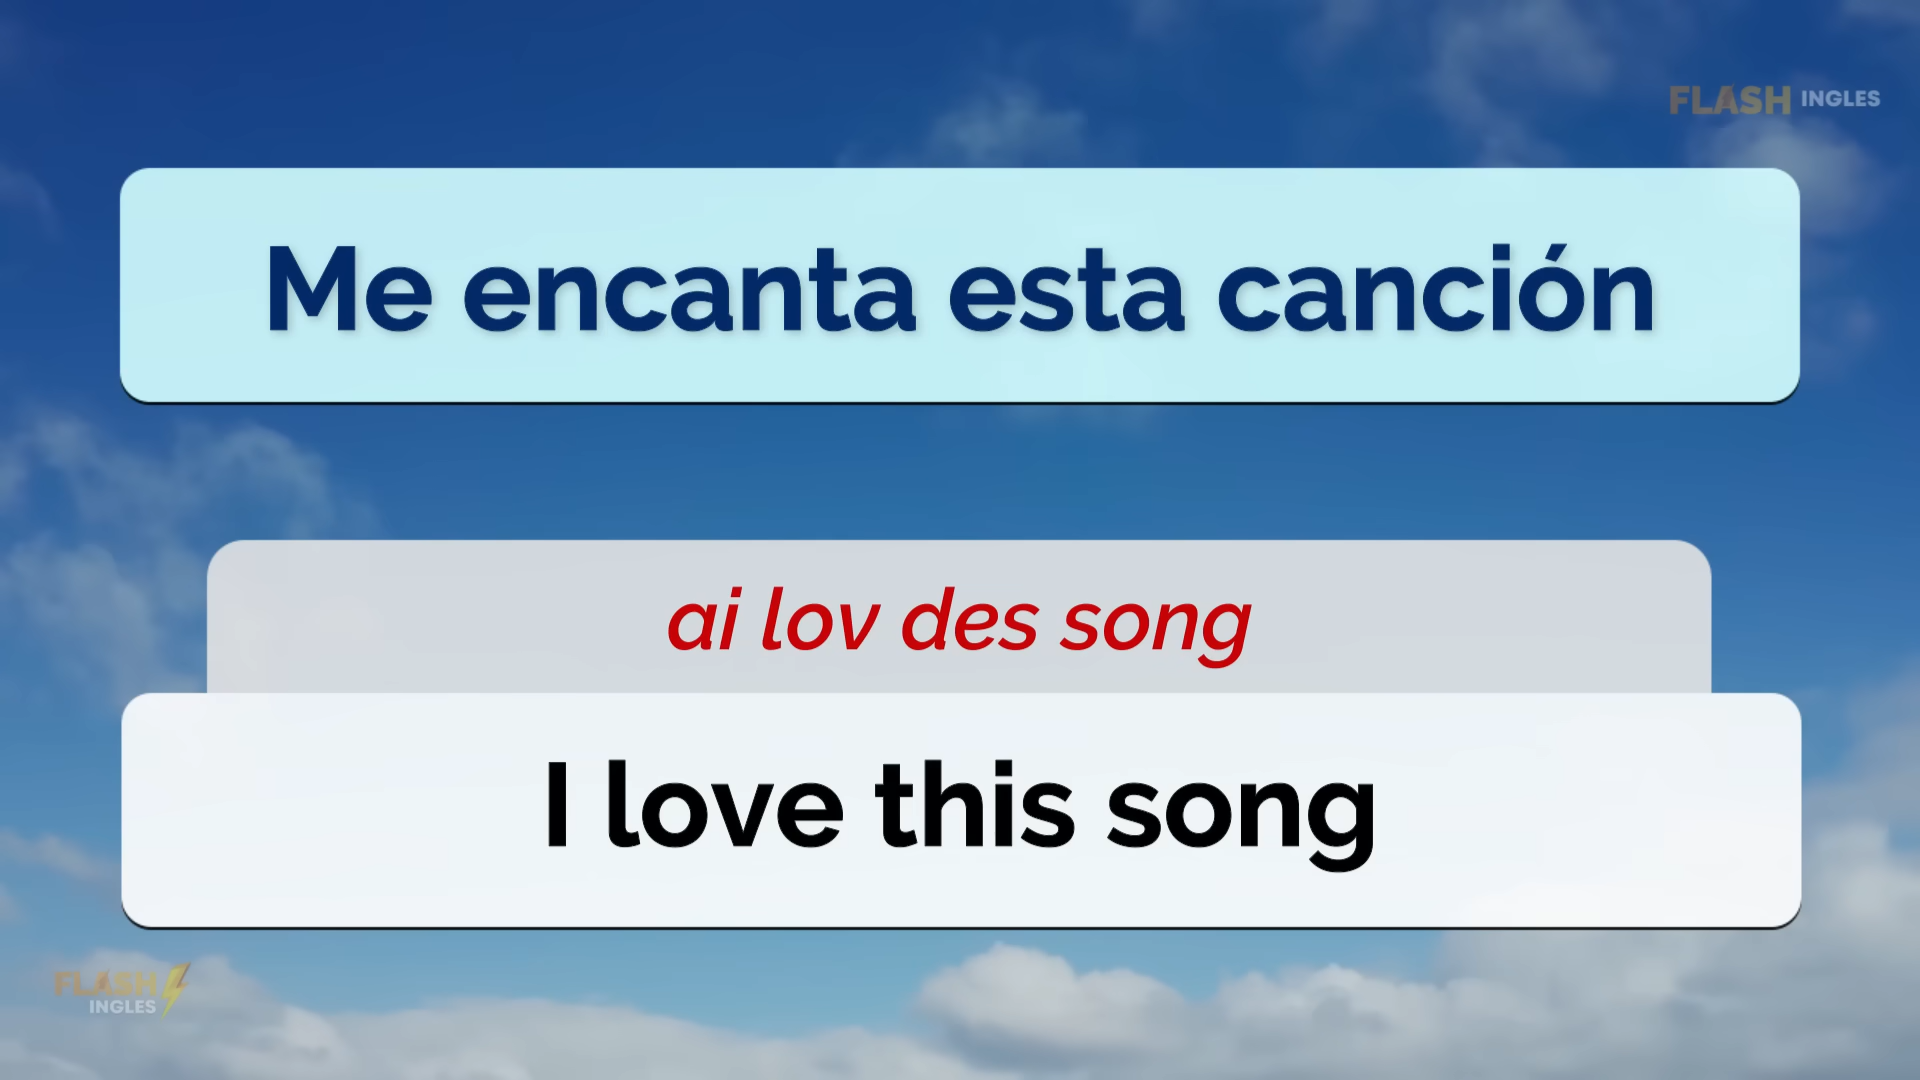 FLASH INGLES
Me encanta esta canción
ai lov des song
I love this song
FLASH
INGLES